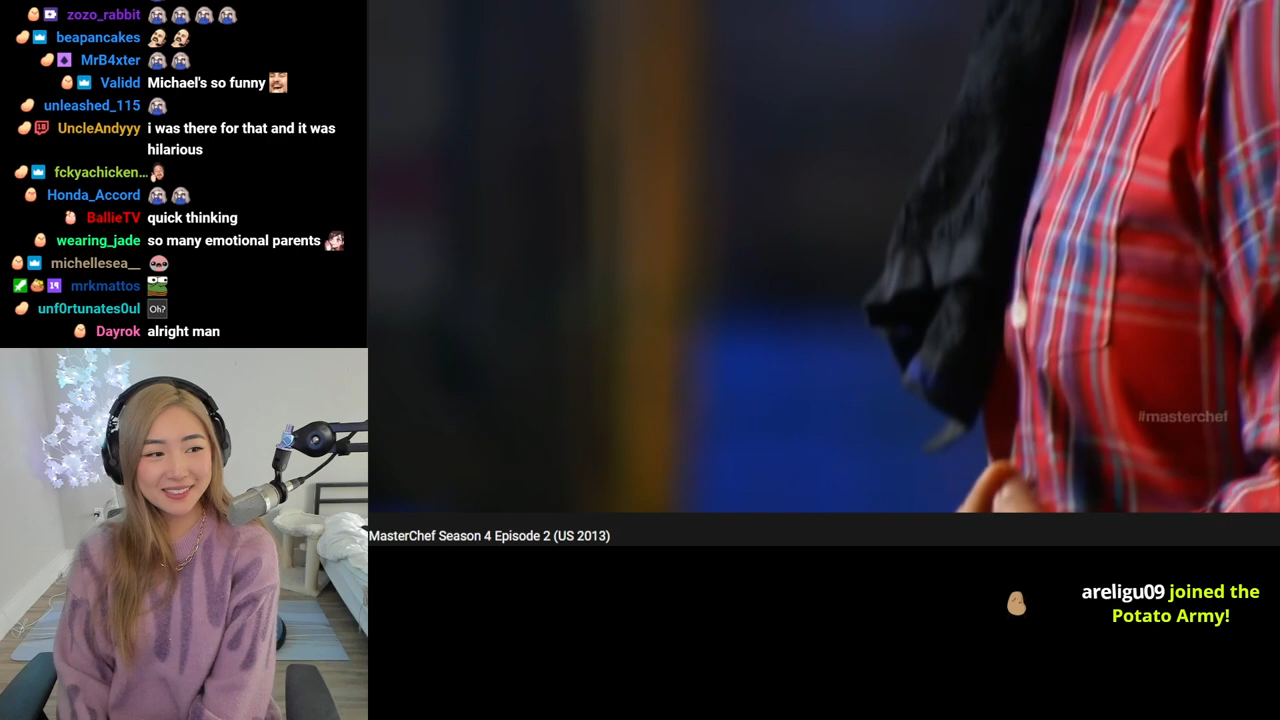 zozo_rabbit
beapancakes
MrB4xter
Validd Michael's so funny
unleashed_115
UncleAndyyy i was there for that and it was
hilarious
fckyachicken…
Honda_Accord
BallieTV quick thinking
wearing_jade so many emotional parents
michellesea__
mrkmattos
unf0rtunates0ul Oh?
Dayrok alright man
#masterchef
MasterChef Season 4 Episode 2 (US 2013)
areligu09 joined the
Potato Army!